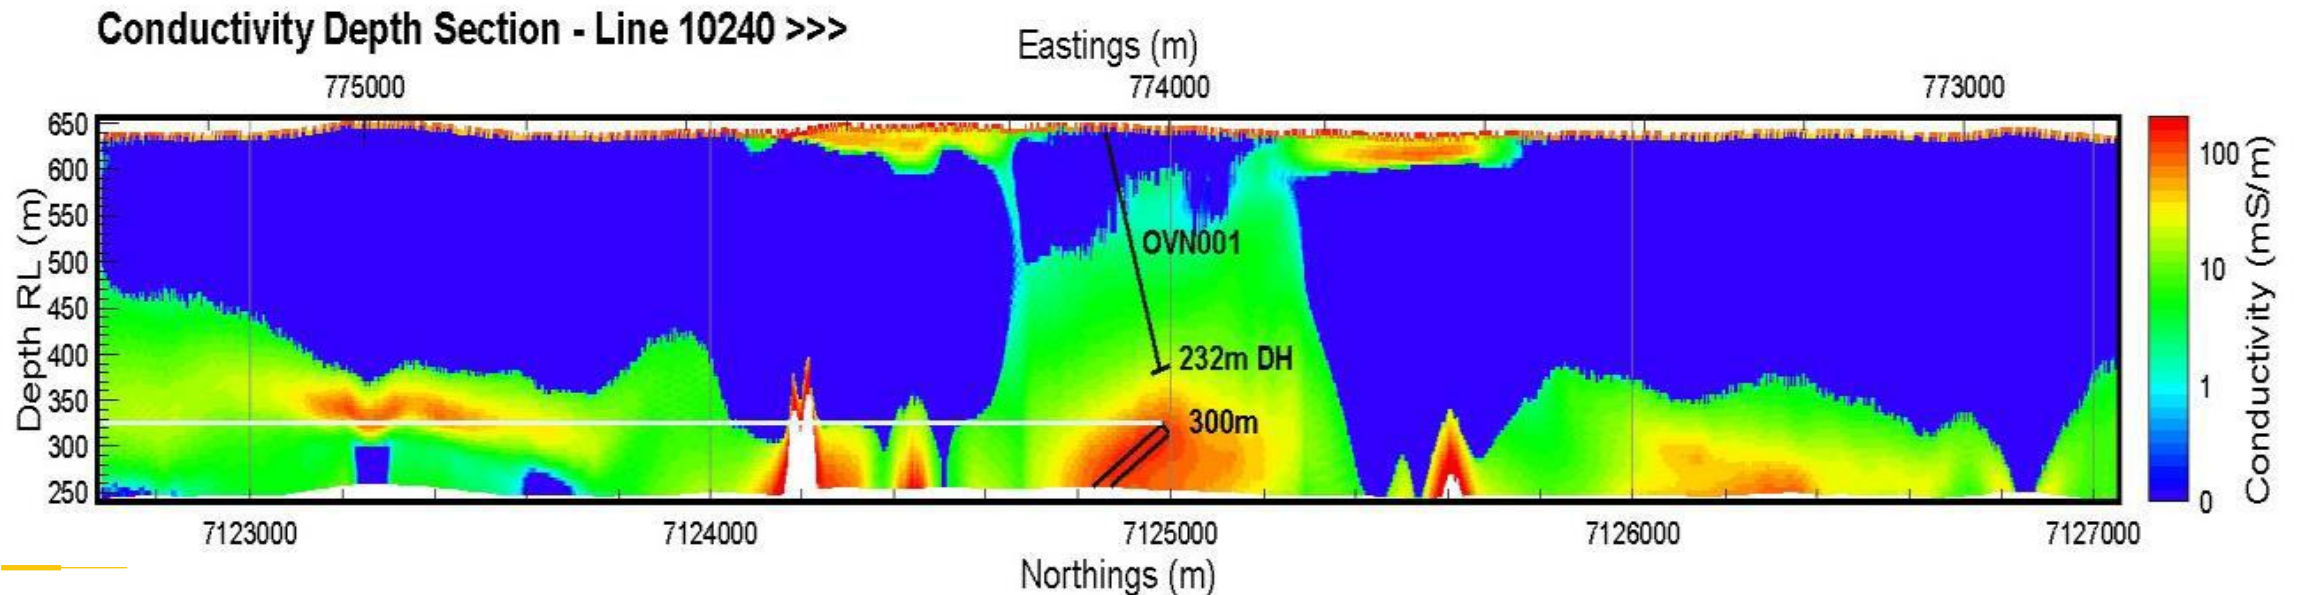 Conductivity Depth Section - Line 10240 >>>
Eastings (m)
775000 774000 773000
Depth RL (m)
650
600
550
500
450
400
350
300
250
OVN001
232m DH
300m
100
10
1
0
Conductivity (mS/m)
7123000 7124000 7125000 7126000 7127000
Northings (m)